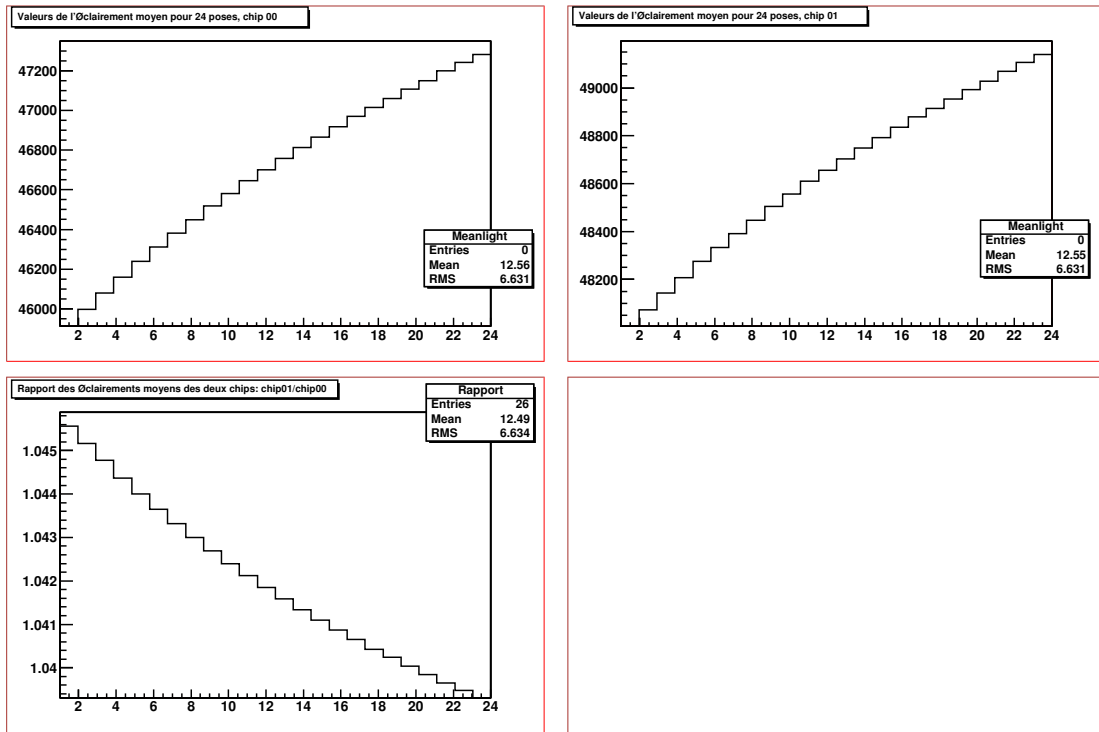 Valeurs de l'Øclairement moyen pour 24 poses, chip 00
47200
47000
46800
46600
46400
46200
46000
2 4 6 8 10 12 14 16 18 20 22 24
Meanlight
Entries 0
Mean 12.56
RMS 6.631
Valeurs de l'Øclairement moyen pour 24 poses, chip 01
49000
48800
48600
48400
48200
2 4 6 8 10 12 14 16 18 20 22 24
Meanlight
Entries 0
Mean 12.55
RMS 6.631
Rapport des Øclairements moyens des deux chips: chip01/chip00
1.045
1.044
1.043
1.042
1.041
1.04
2 4 6 8 10 12 14 16 18 20 22 24
Rapport
Entries 26
Mean 12.49
RMS 6.634